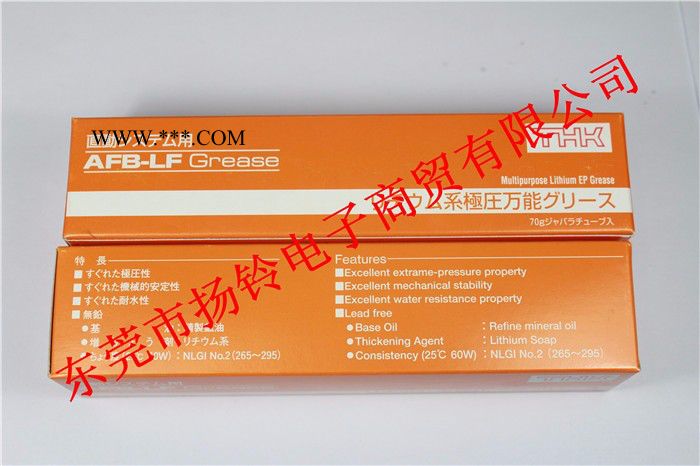 東莞市扬铃电子商贸有限公司
WWW.***.COM
THK
AFB-LF Grease
Multipurpose Lithium EP Grease
ウム系極圧万能グリース
70gジャバラチューブ入
特 長
■すぐれた極圧性
■すぐれた機械的安定性
■すぐれた耐水性
■無鉛
●基
●増
リチウム系
: NLGI No.2 (265~295)
Features
■Excellent extrame-pressure property
■Excellent mechanical stability
■Excellent water resistance property
■Lead free
●Base Oil : Refine mineral oil
●Thickening Agent : Lithium Soap
●Consistency (25℃ 60W) : NLGI No.2 (265~295)